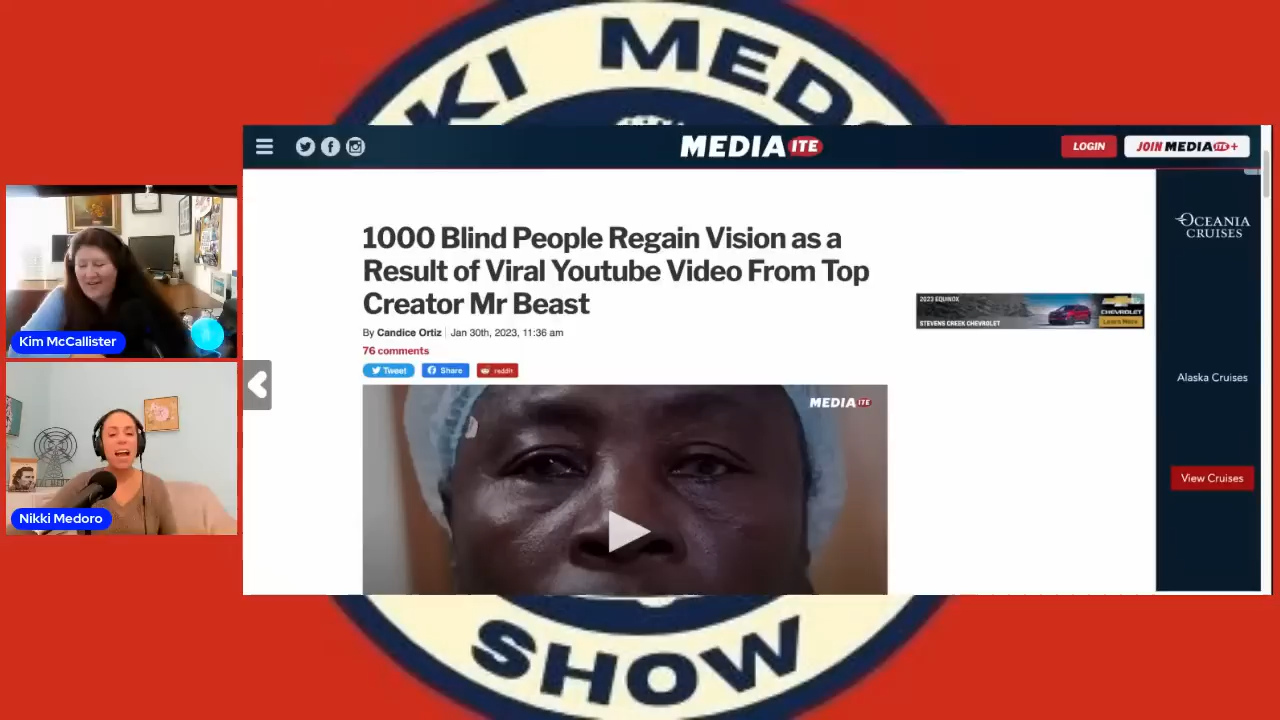 KI MEDO
MEDIAITE
LOGIN
JOIN MEDIAITE+
OCEANIA
CRUISES
1000 Blind People Regain Vision as a
Result of Viral Youtube Video From Top
Creator Mr Beast
2023 EQUINOX
CHEVROLET
Learn More
STEVENS CREEK CHEVROLET
By Candice Ortiz | Jan 30th, 2023, 11:36 am
76 comments
Tweet
Share
reddit
Kim McCallister
Alaska Cruises
MEDIAITE
View Cruises
Nikki Medoro
SHOW